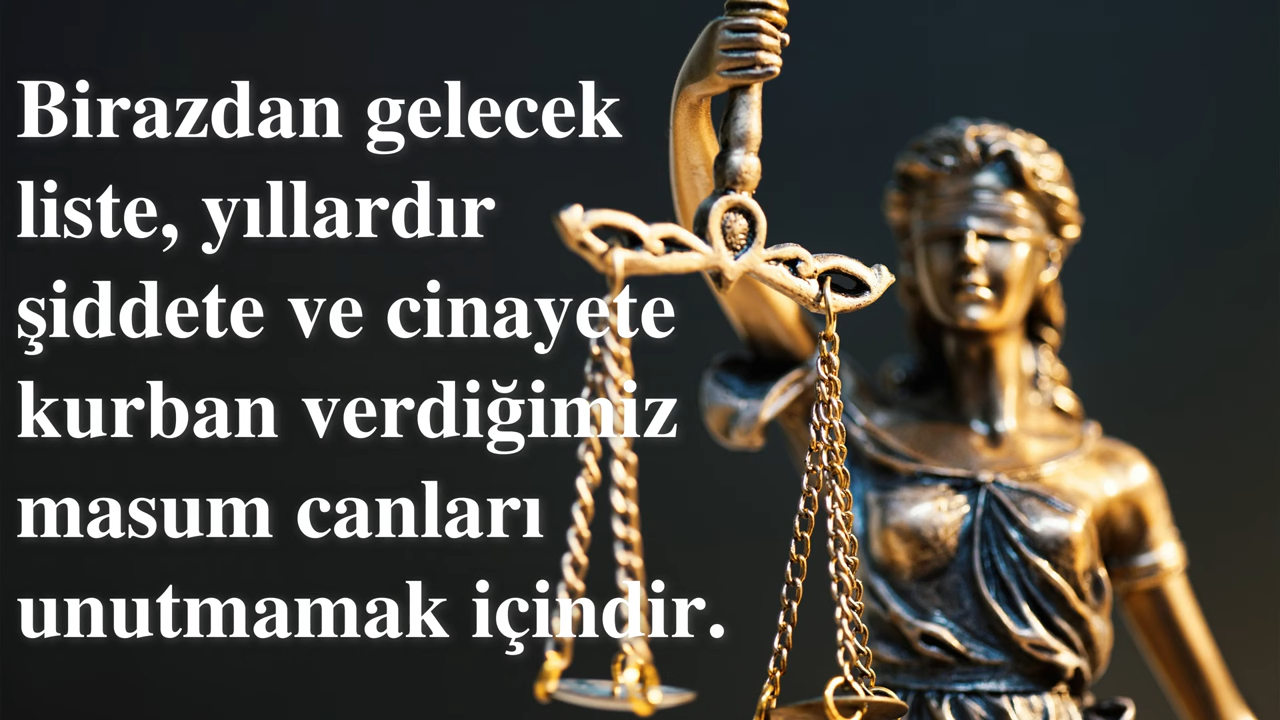 Birazdan gelecek
liste, yıllardır
şiddete ve cinayete
kurban verdiğimiz
masum canları
unutmamak içindir.